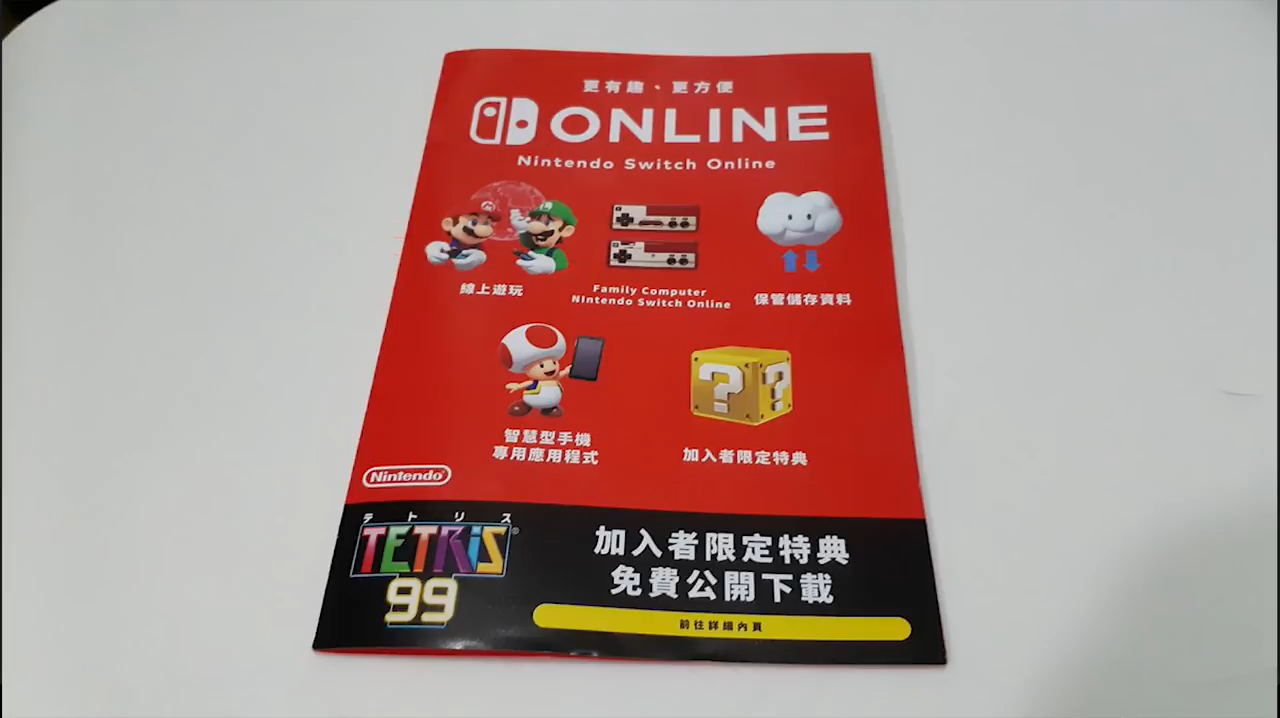 更有趣、更方便
ONLINE
Nintendo Switch Online
線上遊玩
Family Computer
Nintendo Switch Online
保管儲存資料
智慧型手機
專用應用程式
加入者限定特典
Nintendo®
テトリス
TETRIS®
99
加入者限定特典
免費公開下載
前往詳細內頁